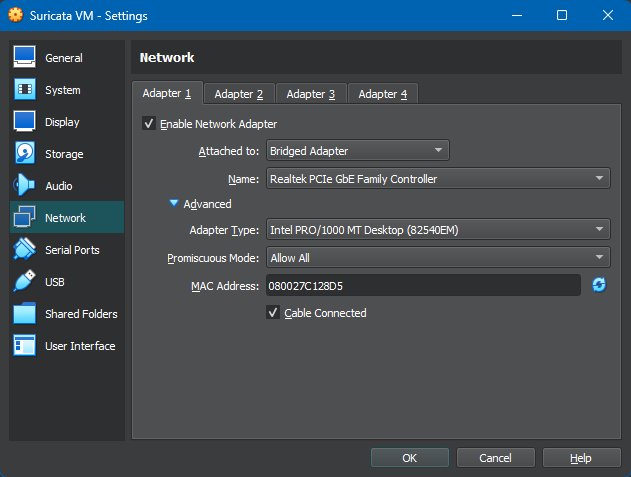 Suricata VM - Settings
General
System
Display
Storage
Audio
Network
Serial Ports
USB
Shared Folders
User Interface
Network
Adapter 1
Adapter 2
Adapter 3
Adapter 4
Enable Network Adapter
Attached to: Bridged Adapter
Name: Realtek PCIe GbE Family Controller
Advanced
Adapter Type: Intel PRO/1000 MT Desktop (82540EM)
Promiscuous Mode: Allow All
MAC Address: 080027C128D5
Cable Connected
OK
Cancel
Help